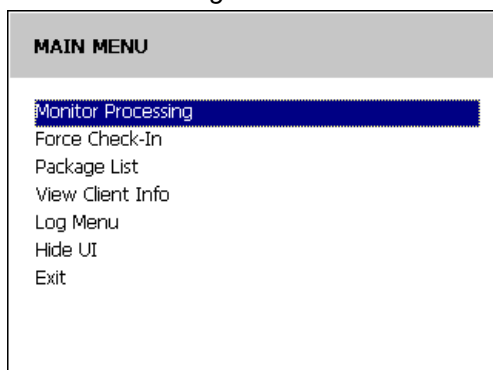 MAIN MENU
Monitor Processing
Force Check-In
Package List
View Client Info
Log Menu
Hide UI
Exit